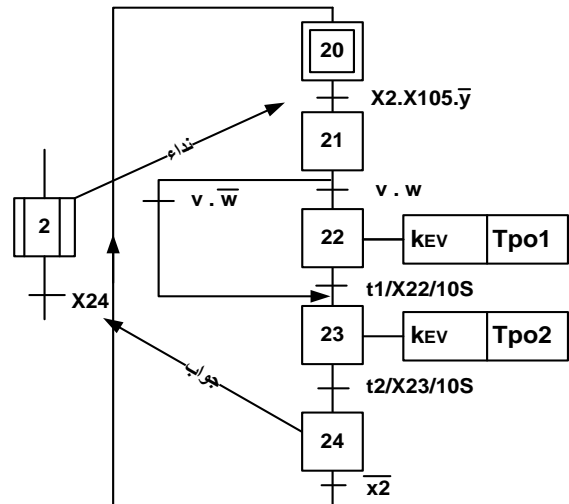 20
X2.X105.y̅
نداء
21
v . w̅
v . w
2
22
kEV
Tpo1
X24
t1/X22/10S
23
kEV
Tpo2
جواب
t2/X23/10S
24
x̅2̅